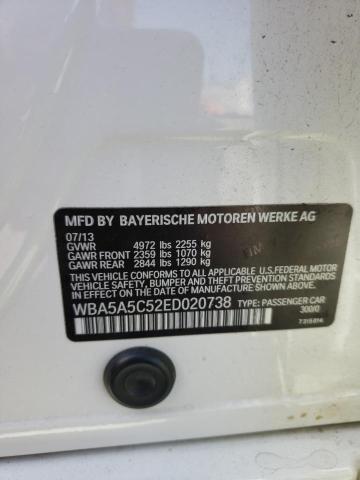 MFD BY BAYERISCHE MOTOREN WERKE AG
07/13
GVWR 4972 lbs 2255 kg
GAWR FRONT 2359 lbs 1070 kg
GAWR REAR 2844 lbs 1290 kg
THIS VEHICLE CONFORMS TO ALL APPLICABLE U.S.FEDERAL MOTOR
VEHICLE SAFETY, BUMPER, AND THEFT PREVENTION STANDARDS
IN EFFECT ON THE DATE OF MANUFACTURE SHOWN ABOVE.
WBA5A5C52ED020738 TYPE: PASSENGER CAR
300/0